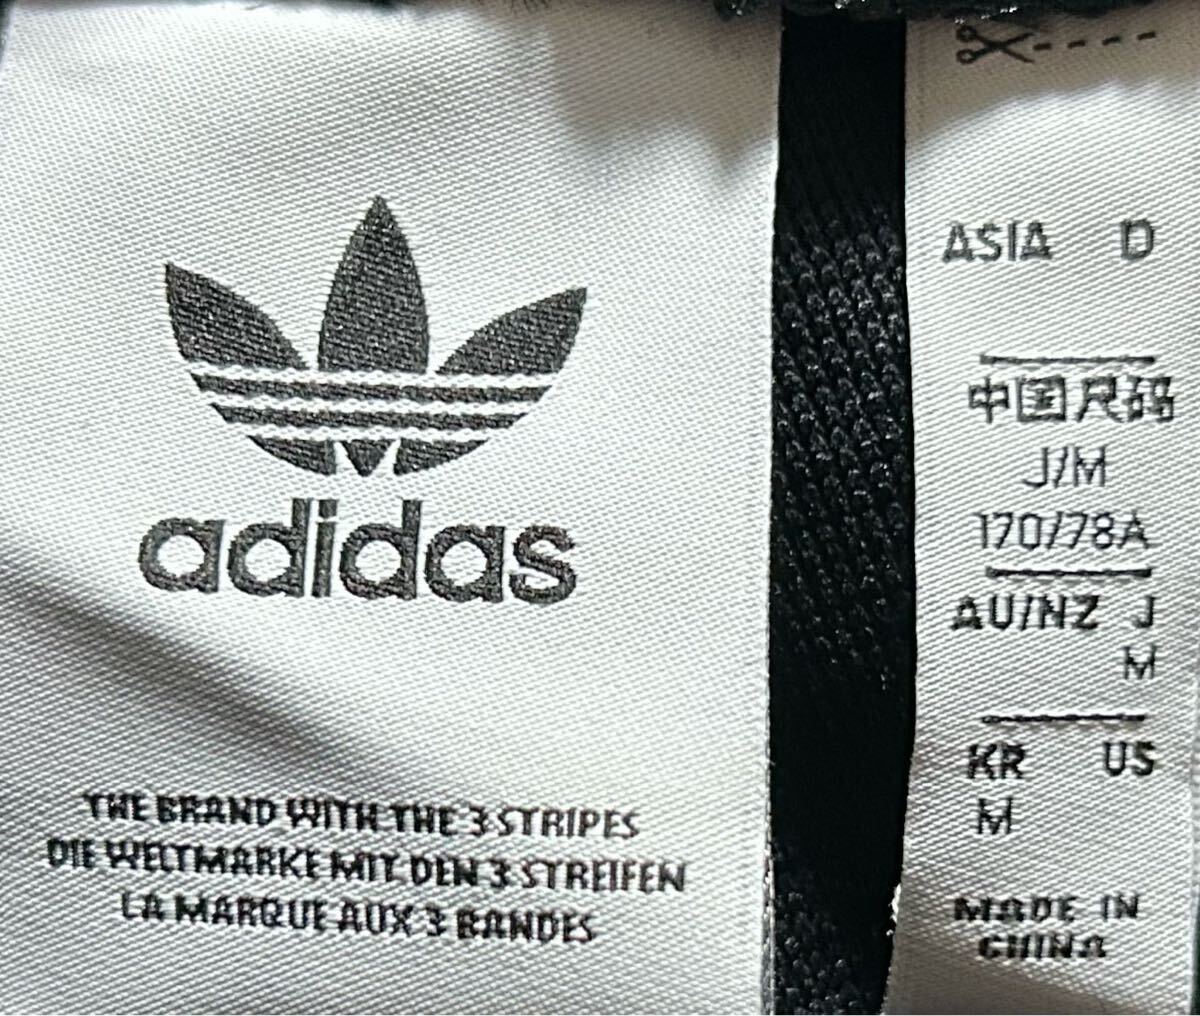 adidas
THE BRAND WITH THE 3 STRIPES
DIE WELTMARKE MIT DEN 3 STREIFEN
LA MARQUE AUX 3 BANDES
ASIA D
中国尺码
J/M
170/78A
AU/NZ J
M
KR US
M
MADE IN
CHINA